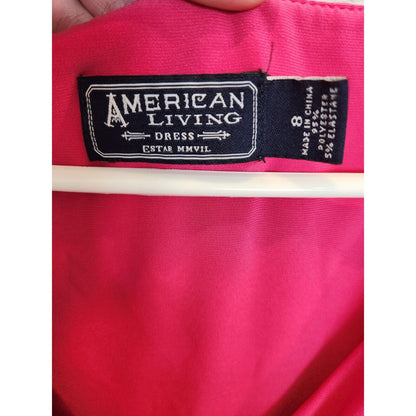 AMERICAN
LIVING
DRESS
ESTAB MMVII.
8
MADE IN CHINA
95%
POLYESTER
5% ELASTANE